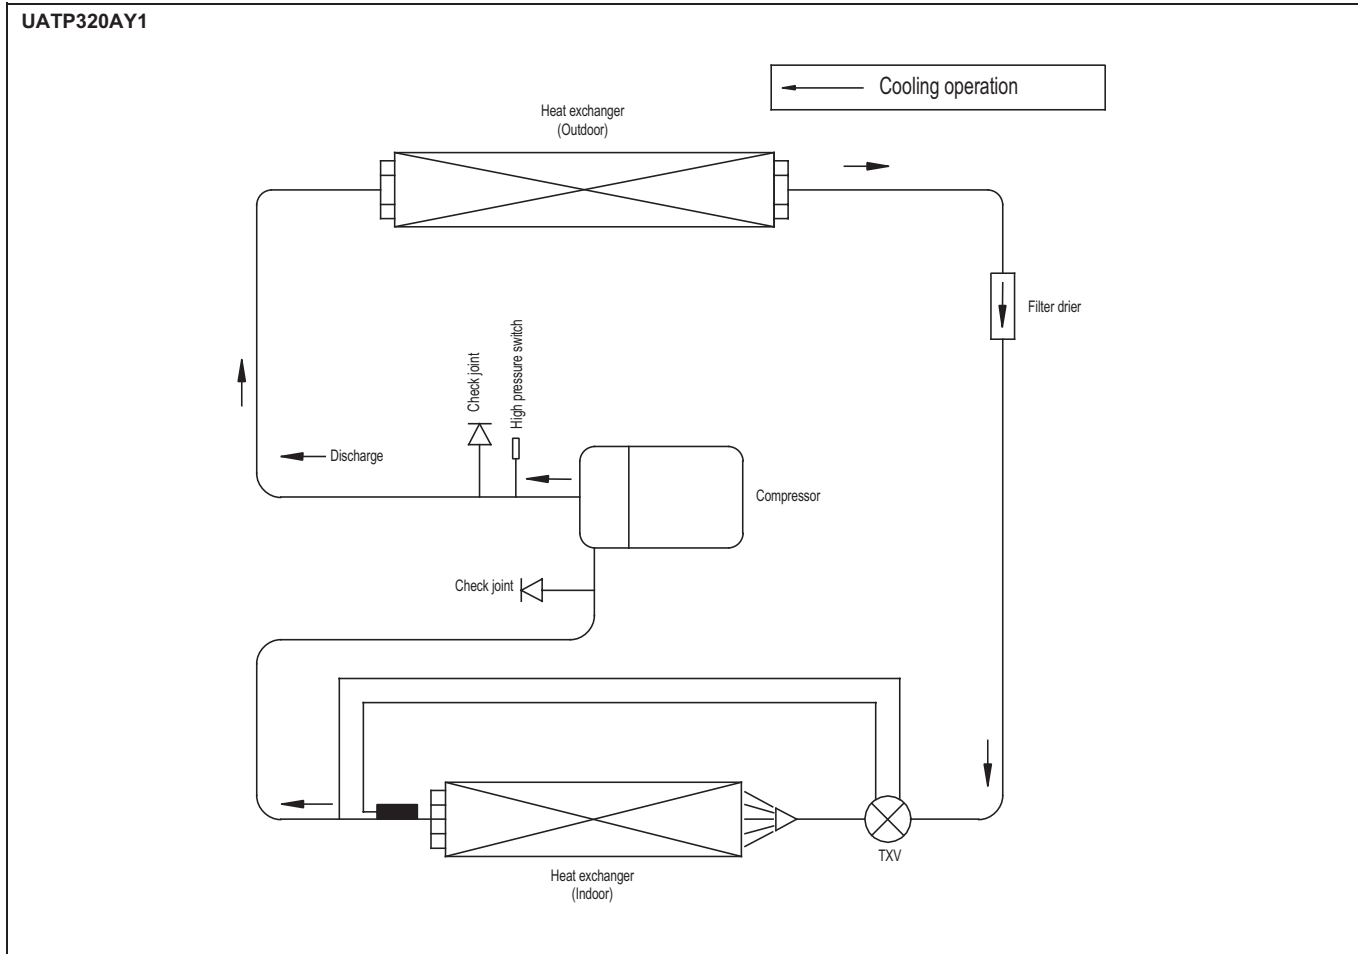 UATP320AY1
Cooling operation
Heat exchanger
(Outdoor)
Filter drier
Check joint
High pressure switch
Discharge
Compressor
Check joint
TXV
Heat exchanger
(Indoor)